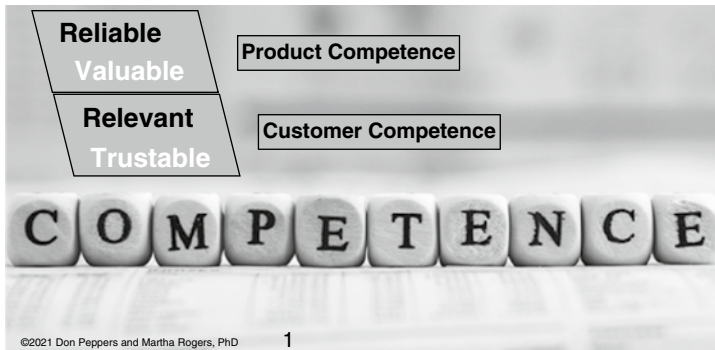 Reliable
Valuable
Product Competence
Relevant
Trustable
Customer Competence
COMPETENCE
©2021 Don Peppers and Martha Rogers, PhD 1